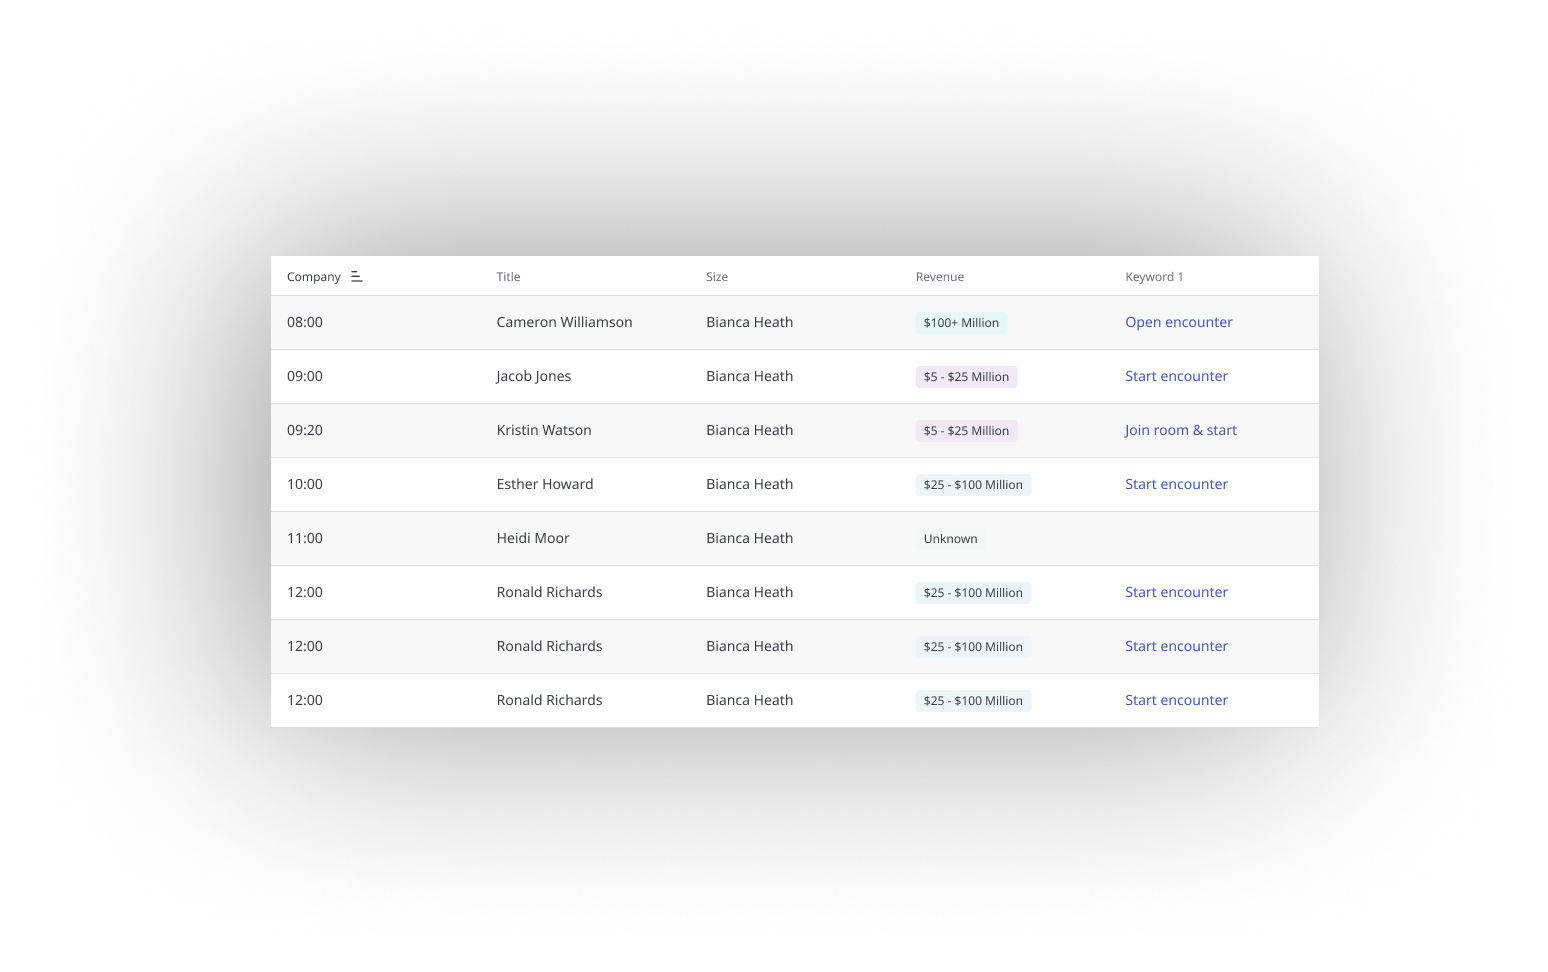 Company Title Size Revenue Keyword 1
08:00 Cameron Williamson Bianca Heath $100+ Million Open encounter
09:00 Jacob Jones Bianca Heath $5 - $25 Million Start encounter
09:20 Kristin Watson Bianca Heath $5 - $25 Million Join room & start
10:00 Esther Howard Bianca Heath $25 - $100 Million Start encounter
11:00 Heidi Moor Bianca Heath Unknown
12:00 Ronald Richards Bianca Heath $25 - $100 Million Start encounter
12:00 Ronald Richards Bianca Heath $25 - $100 Million Start encounter
12:00 Ronald Richards Bianca Heath $25 - $100 Million Start encounter